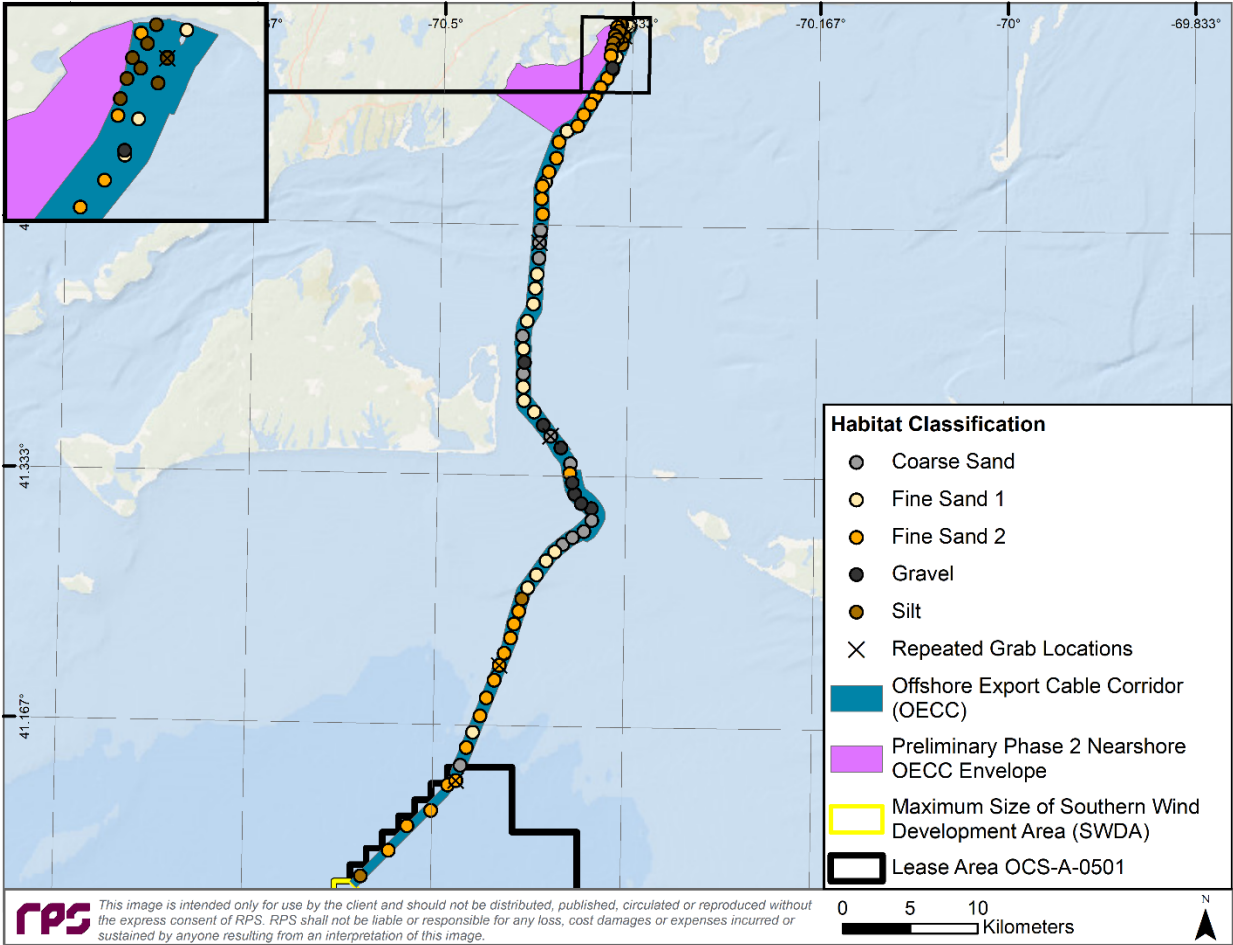 -70.5°
-70.167°
-70°
-69.833°
41.333°
41.167°
Habitat Classification
Coarse Sand
Fine Sand 1
Fine Sand 2
Gravel
Silt
Repeated Grab Locations
Offshore Export Cable Corridor
(OECC)
Preliminary Phase 2 Nearshore
OECC Envelope
Maximum Size of Southern Wind
Development Area (SWDA)
Lease Area OCS-A-0501
rps
This image is intended only for use by the client and should not be distributed, published, circulated or reproduced without
the express consent of RPS. RPS shall not be liable or responsible for any loss, cost damages or expenses incurred or
sustained by anyone resulting from an interpretation of this image.
0 5 10
Kilometers
N